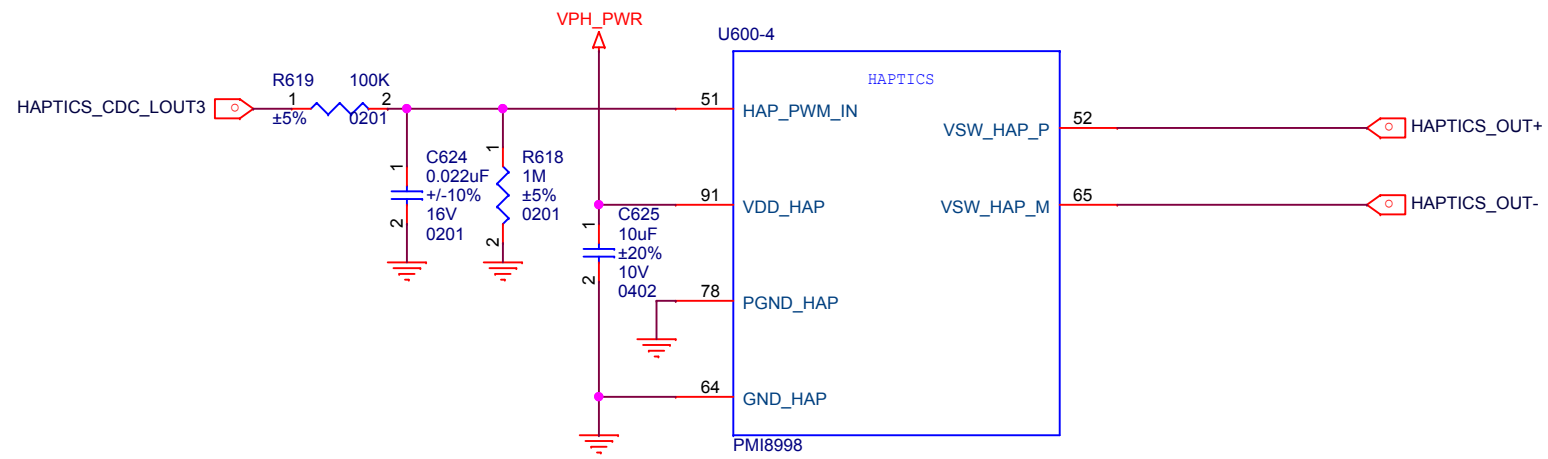 VPH_PWR
U600-4
HAPTICS
R619 100K
HAPTICS_CDC_LOUT3
1 2
±5% 0201
51
HAP_PWM_IN
52
VSW_HAP_P
HAPTICS_OUT+
1
C624
0.022uF
+/-10%
16V
0201
2
1
R618
1M
±5%
0201
2
91
VDD_HAP
65
VSW_HAP_M
HAPTICS_OUT-
1
C625
10uF
±20%
10V
0402
2
78
PGND_HAP
64
GND_HAP
PMI8998